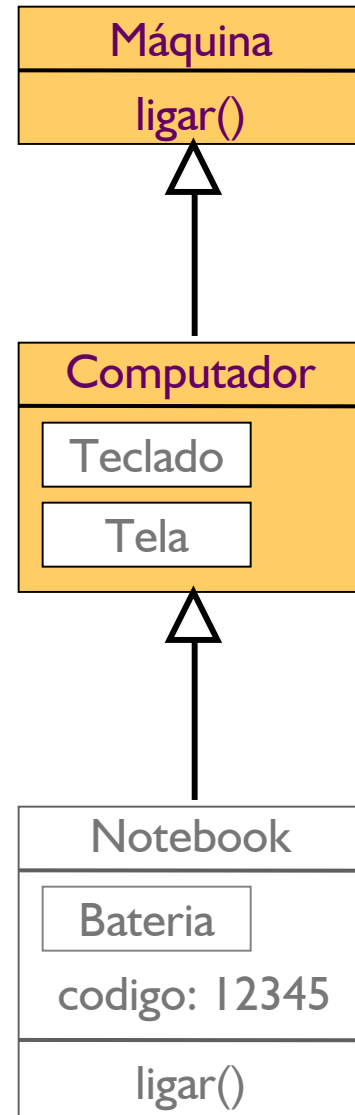 Máquina
ligar()
Computador
Teclado
Tela
Notebook
Bateria
codigo: 12345
ligar()